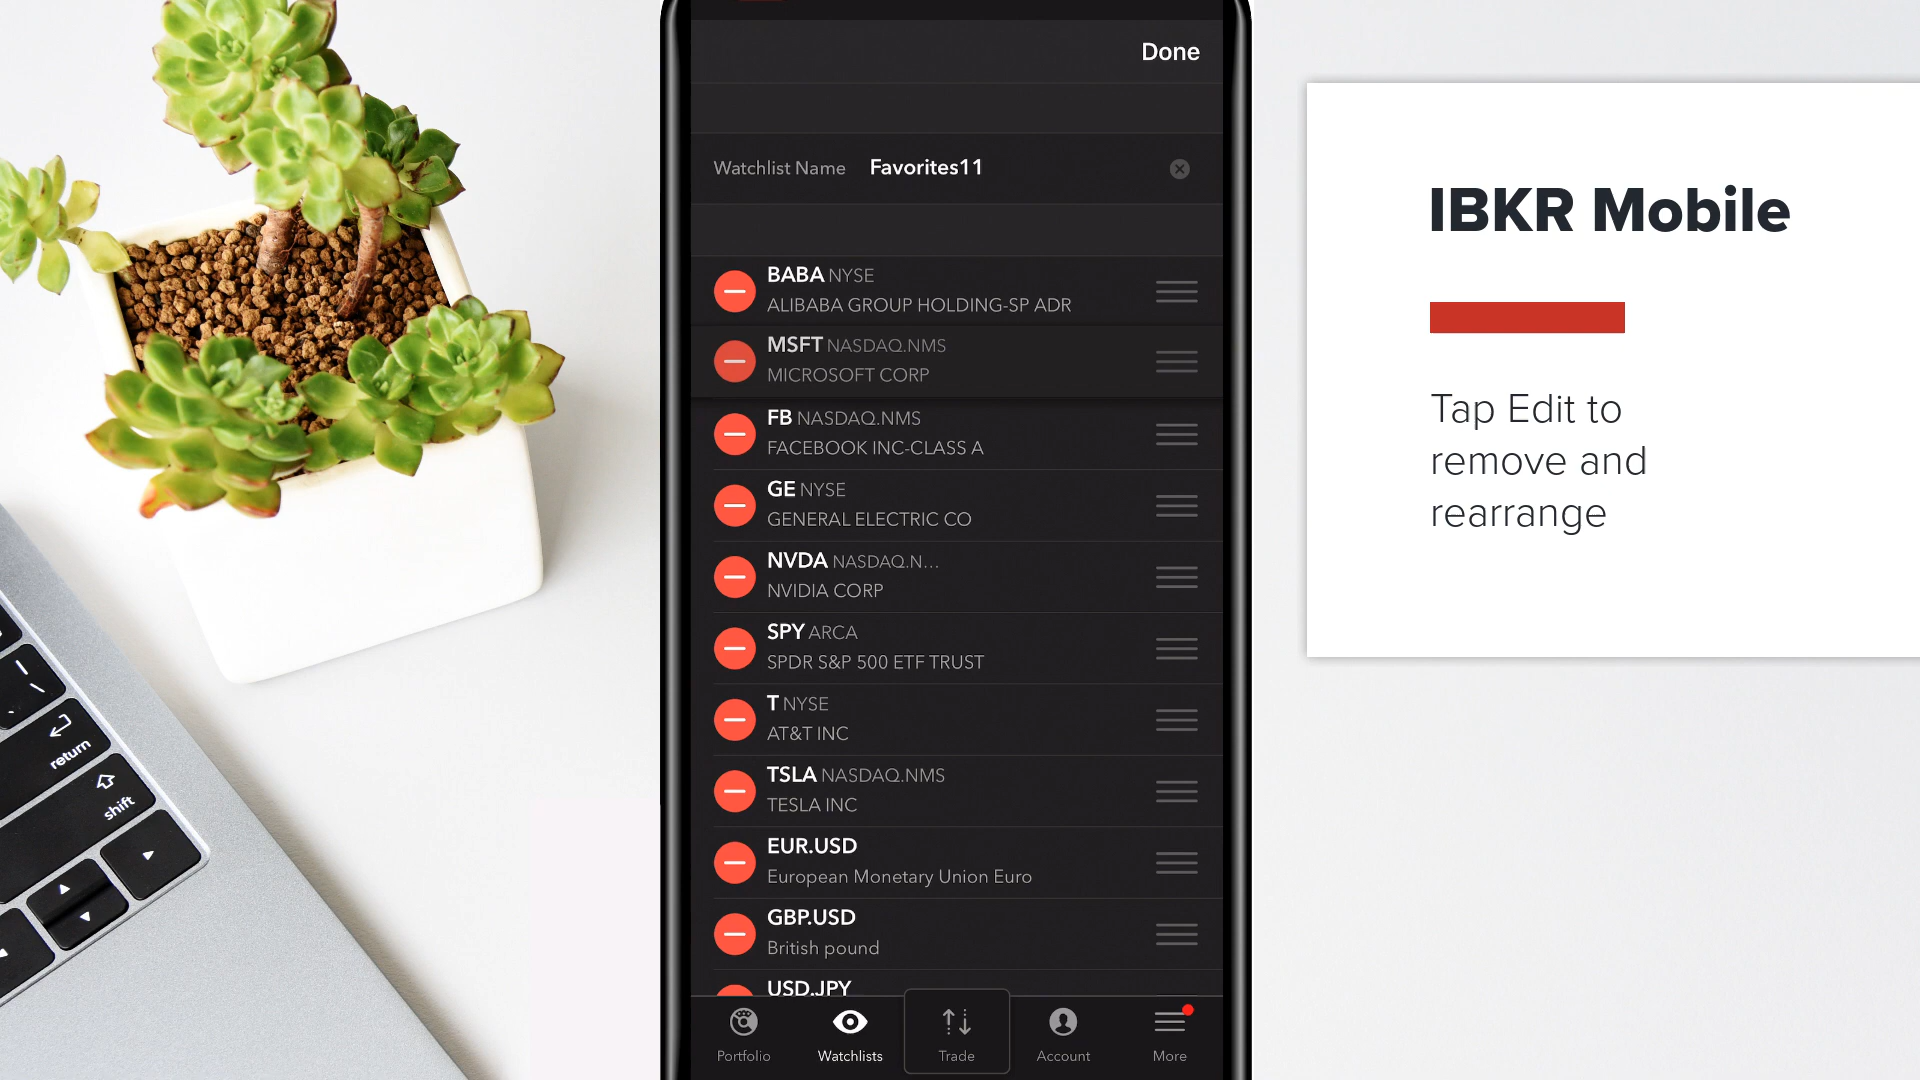 Done
Watchlist Name Favorites11
BABA NYSE
ALIBABA GROUP HOLDING-SP ADR
MSFT NASDAQ.NMS
MICROSOFT CORP
FB NASDAQ.NMS
FACEBOOK INC-CLASS A
GE NYSE
GENERAL ELECTRIC CO
NVDA NASDAQ.N...
NVIDIA CORP
SPY ARCA
SPDR S&P 500 ETF TRUST
T NYSE
AT&T INC
TSLA NASDAQ.NMS
TESLA INC
EUR.USD
European Monetary Union Euro
GBP.USD
British pound
USD.JPY
Portfolio
Watchlists
Trade
Account
More
IBKR Mobile
Tap Edit to
remove and
rearrange
return
shift